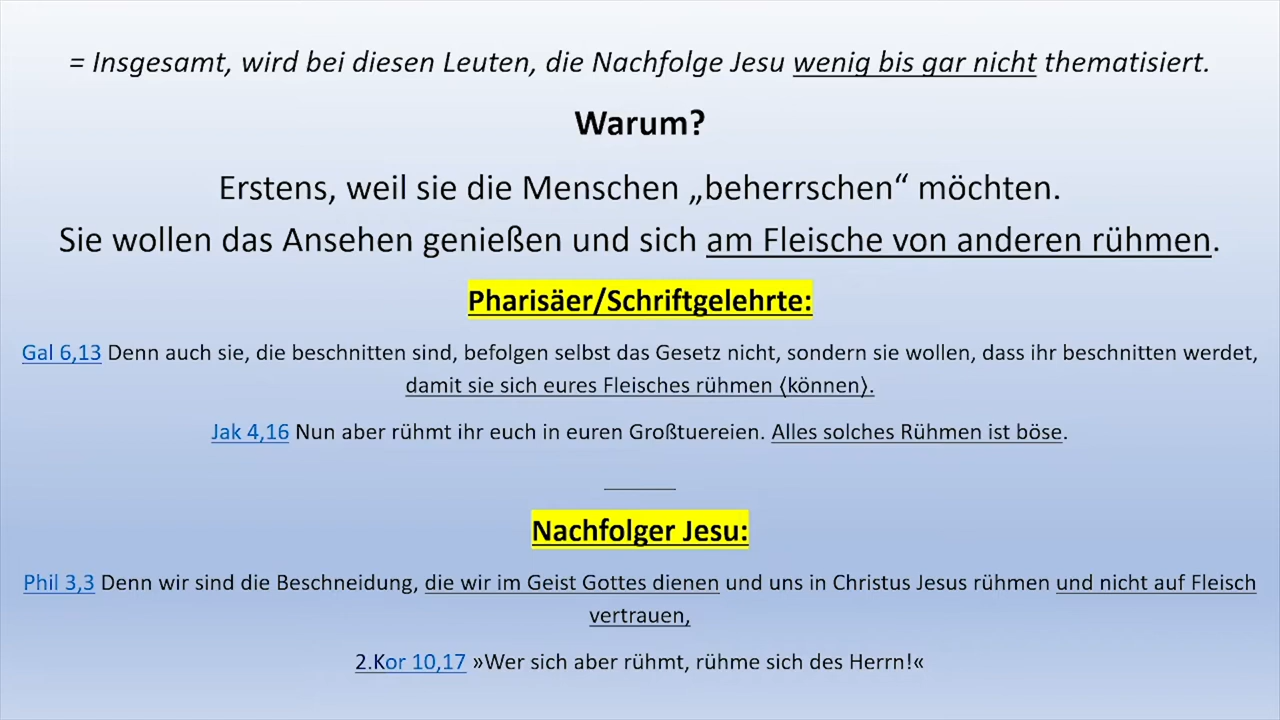 = Insgesamt, wird bei diesen Leuten, die Nachfolge Jesu wenig bis gar nicht thematisiert.
Warum?
Erstens, weil sie die Menschen „beherrschen“ möchten.
Sie wollen das Ansehen genießen und sich am Fleische von anderen rühmen.
Pharisäer/Schriftgelehrte:
Gal 6,13 Denn auch sie, die beschnitten sind, befolgen selbst das Gesetz nicht, sondern sie wollen, dass ihr beschnitten werdet,
damit sie sich eures Fleisches rühmen ⟨können⟩.
Jak 4,16 Nun aber rühmt ihr euch in euren Großtuereien. Alles solches Rühmen ist böse.
Nachfolger Jesu:
Phil 3,3 Denn wir sind die Beschneidung, die wir im Geist Gottes dienen und uns in Christus Jesus rühmen und nicht auf Fleisch
vertrauen,
2.Kor 10,17 »Wer sich aber rühmt, rühme sich des Herrn!«